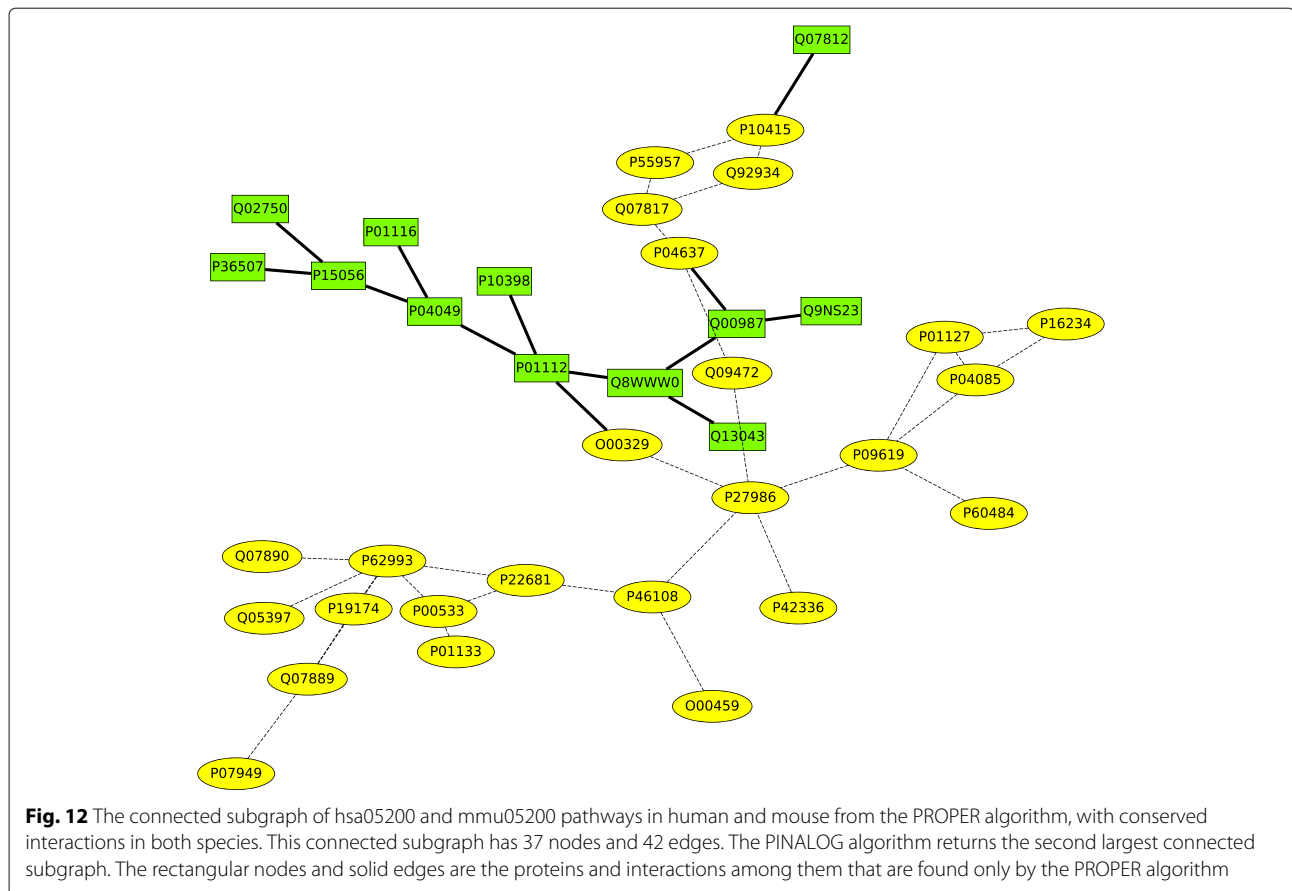 Q07812
P10415
P55957
Q92934
Q07817
Q02750
P01116
P04637
P36507
P15056
P10398
P04049
Q00987
Q9NS23
P01127
P16234
P01112
Q8WWW0
Q09472
P04085
O00329
Q13043
P09619
P27986
P60484
Q07890
P62993
P22681
P46108
P42336
Q05397
P19174
P00533
P01133
Q07889
O00459
P07949
Fig. 12 The connected subgraph of hsa05200 and mmu05200 pathways in human and mouse from the PROPER algorithm, with conserved
interactions in both species. This connected subgraph has 37 nodes and 42 edges. The PINALOG algorithm returns the second largest connected
subgraph. The rectangular nodes and solid edges are the proteins and interactions among them that are found only by the PROPER algorithm